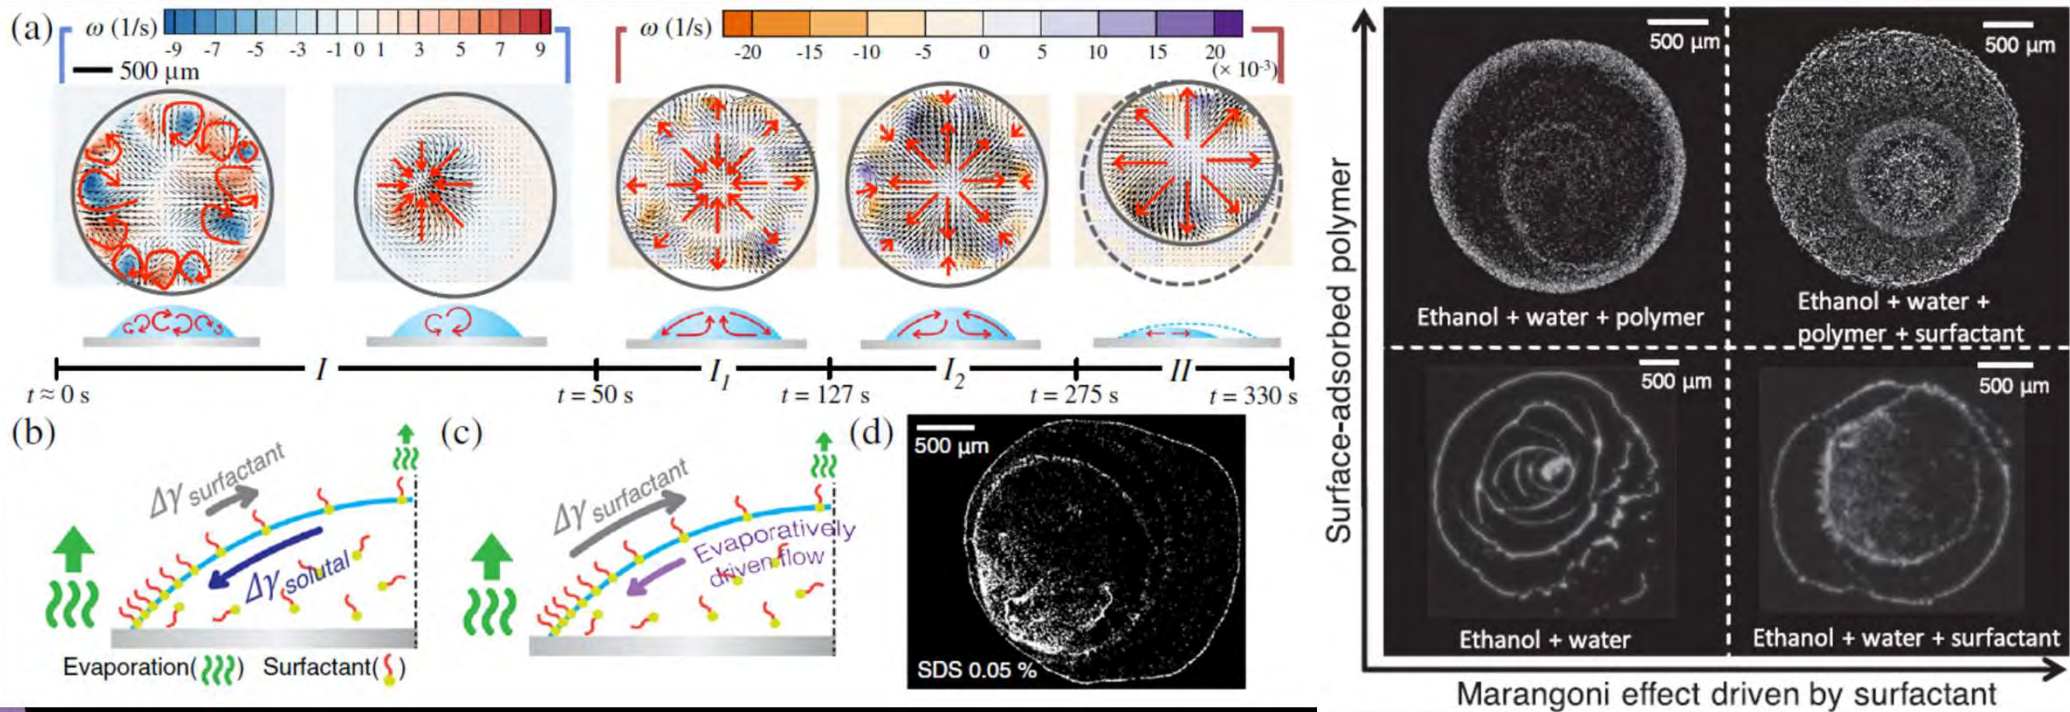 (a)
ω (1/s)
-9 -7 -5 -3 -1 0 1 3 5 7 9
500 μm
ω (1/s)
-20 -15 -10 -5 0 5 10 15 20
(× 10-3)
I
I1
I2
II
t ≈ 0 s
t = 50 s
t = 127 s
t = 275 s
t = 330 s
(b)
Δγ surfactant
Δγ solutal
Evaporation( )
Surfactant( )
(c)
Δγ surfactant
Evaporatively
driven flow
(d)
500 μm
SDS 0.05 %
Surface-adsorbed polymer
500 μm
Ethanol + water + polymer
500 μm
Ethanol + water +
polymer + surfactant
500 μm
Ethanol + water
500 μm
Ethanol + water + surfactant
Marangoni effect driven by surfactant